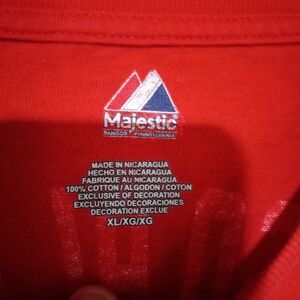 Majestic®
BANGOR, PENNSYLVANIA
MADE IN NICARAGUA
HECHO EN NICARAGUA
FABRIQUE AU NICARAGUA
100% COTTON / ALGODON / COTON
EXCLUSIVE OF DECORATION
EXCLUYENDO DECORACIONES
DECORATION EXCLUE
XL/XG/XG